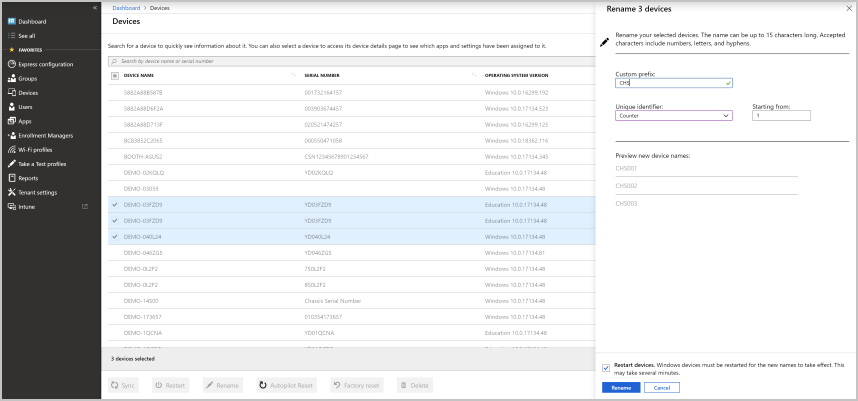 Dashboard
See all
FAVORITES
Express configuration
Groups
Devices
Users
Apps
Enrollment Managers
Wi-Fi profiles
Take a Test profiles
Reports
Tenant settings
Intune
Dashboard > Devices
Devices
Search for a device to quickly see information about it. You can also select a device to access its device details page to see which apps and settings have been assigned to it.
Search by device name or serial number
DEVICE NAME SERIAL NUMBER OPERATING SYSTEM VERSION
5882A88B587B 001732164157 Windows 10.0.16299.192
5882A88D6F2A 003903674457 Windows 10.0.17134.523
5882A88D713F 020521474257 Windows 10.0.16299.125
BC83852C2065 000550471058 Windows 10.0.18362.116
BOOTH-ASUS2 CSN12345678901234567 Windows 10.0.17134.345
DEMO-02KQLQ YD02KQLQ Education 10.0.17134.48
DEMO-03059 Windows 10.0.17134.48
DEMO-03FZD9 YD03FZD9 Education 10.0.17134.48
DEMO-03FZD9 YD03FZD9 Education 10.0.17134.48
DEMO-040L24 YD040L24 Windows 10.0.17134.48
DEMO-046ZGS YD046ZGS Windows 10.0.17134.81
DEMO-0L2F2 750L2F2 Windows 10.0.17134.48
DEMO-0L2F2 850L2F2 Windows 10.0.17134.48
DEMO-14500 Chassis Serial Number Windows 10.0.17134.48
DEMO-173657 010354173657 Windows 10.0.17134.48
DEMO-1QCNA YD01QCNA Education 10.0.17134.48
3 devices selected
Sync Restart Rename Autopilot Reset Factory reset Delete
Rename 3 devices
Rename your selected devices. The name can be up to 15 characters long. Accepted
characters include numbers, letters, and hyphens.
Custom prefix:
CHS
Unique identifier: Starting from:
Counter 1
Preview new device names:
CHS001
CHS002
CHS003
Restart devices. Windows devices must be restarted for the new names to take effect. This
may take several minutes.
Rename Cancel